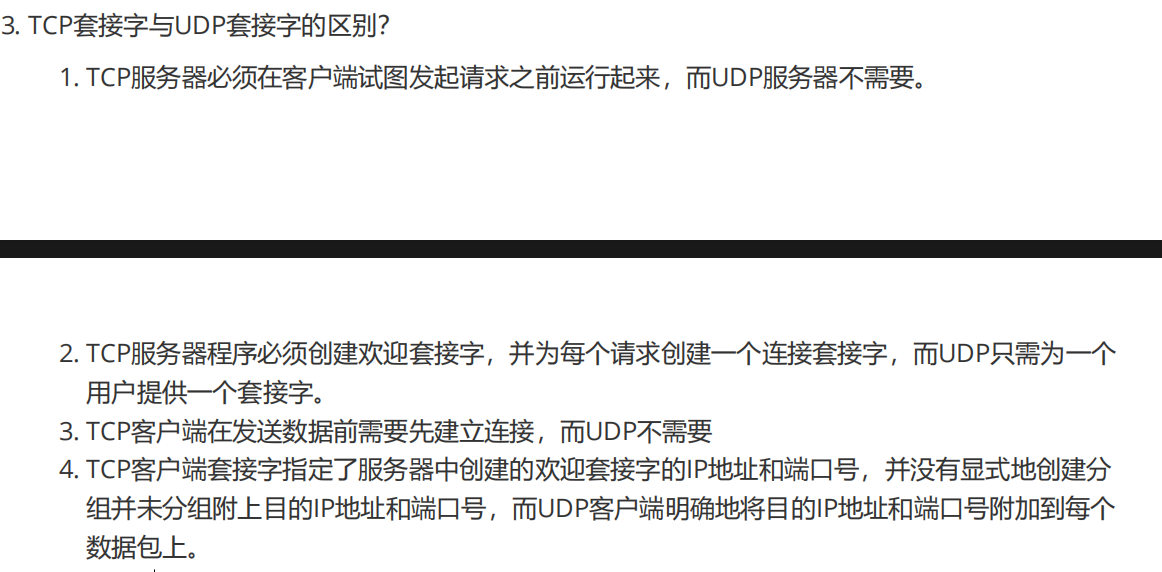 3. TCP套接字与UDP套接字的区别？
1. TCP服务器必须在客户端试图发起请求之前运行起来，而UDP服务器不需要。
2. TCP服务器程序必须创建欢迎套接字，并为每个请求创建一个连接套接字，而UDP只需为一个
用户提供一个套接字。
3. TCP客户端在发送数据前需要先建立连接，而UDP不需要
4. TCP客户端套接字指定了服务器中创建的欢迎套接字的IP地址和端口号，并没有显式地创建分
组并未分组附上目的IP地址和端口号，而UDP客户端明确地将目的IP地址和端口号附加到每个
数据包上。